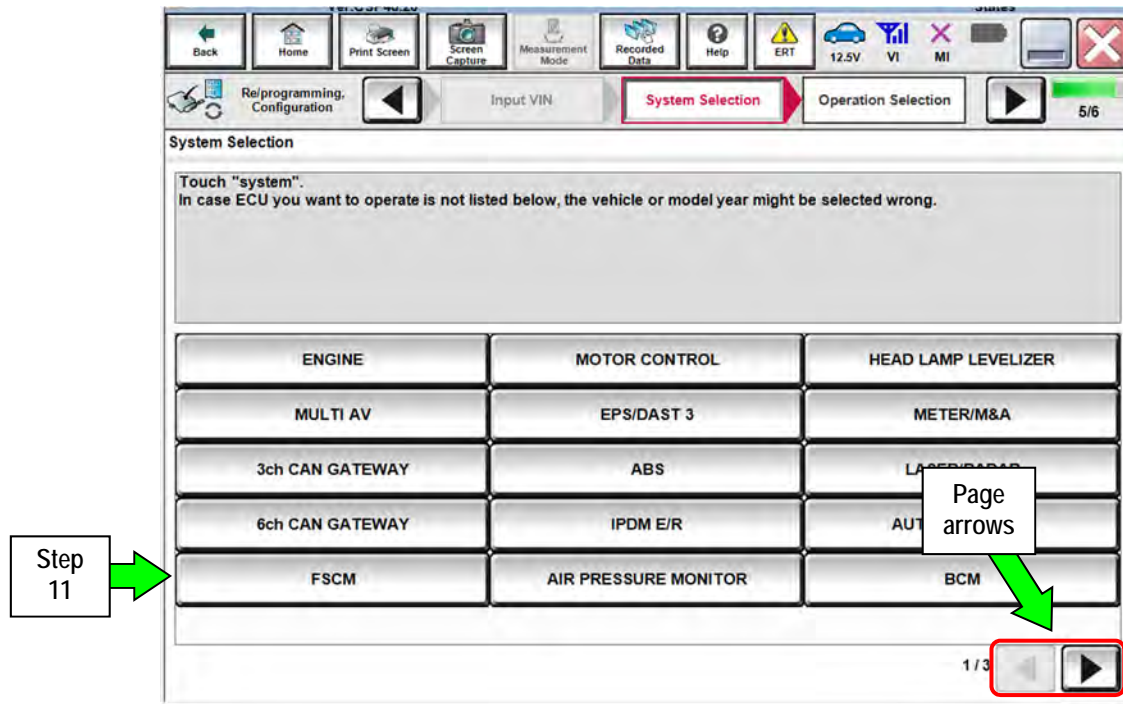 Back
Home
Print Screen
Screen
Capture
Measurement
Mode
Recorded
Data
Help
ERT
12.5V
VI
MI
Re/programming,
Configuration
Input VIN
System Selection
Operation Selection
5/6
System Selection
Touch "system".
In case ECU you want to operate is not listed below, the vehicle or model year might be selected wrong.
ENGINE
MOTOR CONTROL
HEAD LAMP LEVELIZER
MULTI AV
EPS/DAST 3
METER/M&A
3ch CAN GATEWAY
ABS
Page
arrows
6ch CAN GATEWAY
IPDM E/R
Step
11
FSCM
AIR PRESSURE MONITOR
BCM
1/3